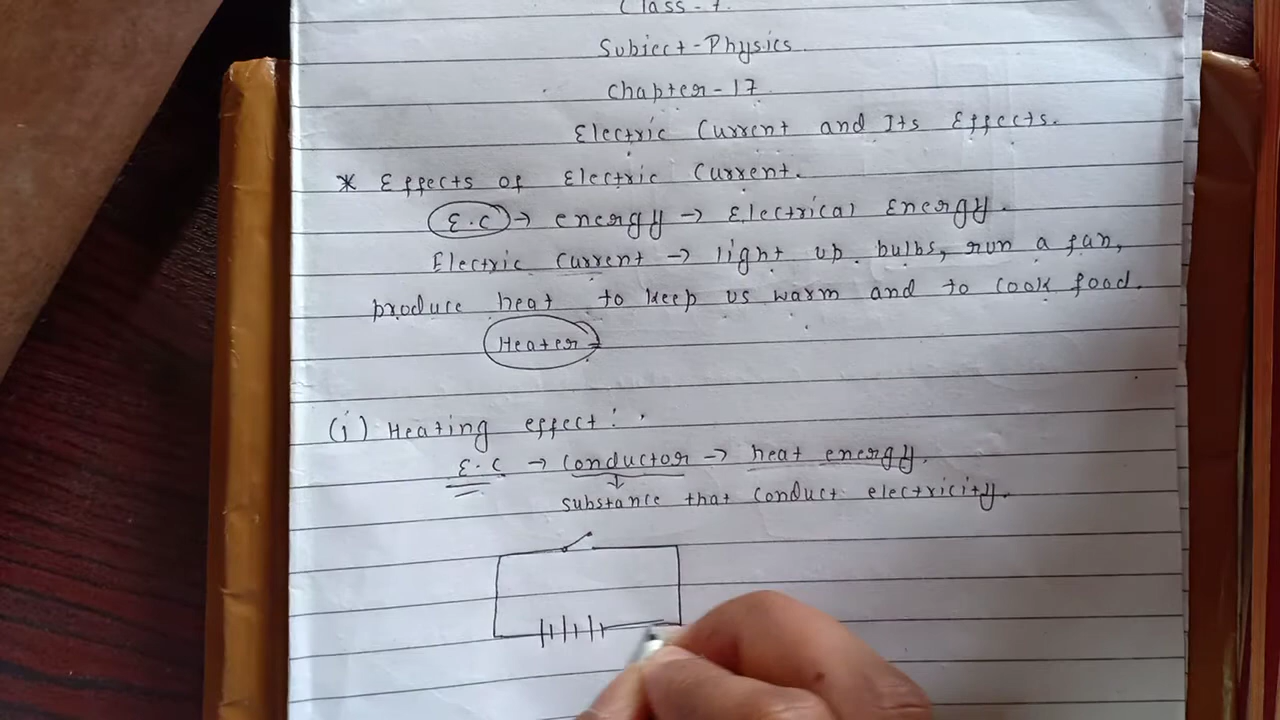 Class - 7.
Subject - Physics.
Chapter - 17
Electric Current and Its Effects.
* Effects of Electric Current.
E.C → energy → Electrical Energy.
Electric Current → light up bulbs, run a fan,
produce heat to keep us warm and to cook food.
Heater
(i) Heating effect :
E.C → Conductor → heat energy.
↓
substance that conduct electricity.